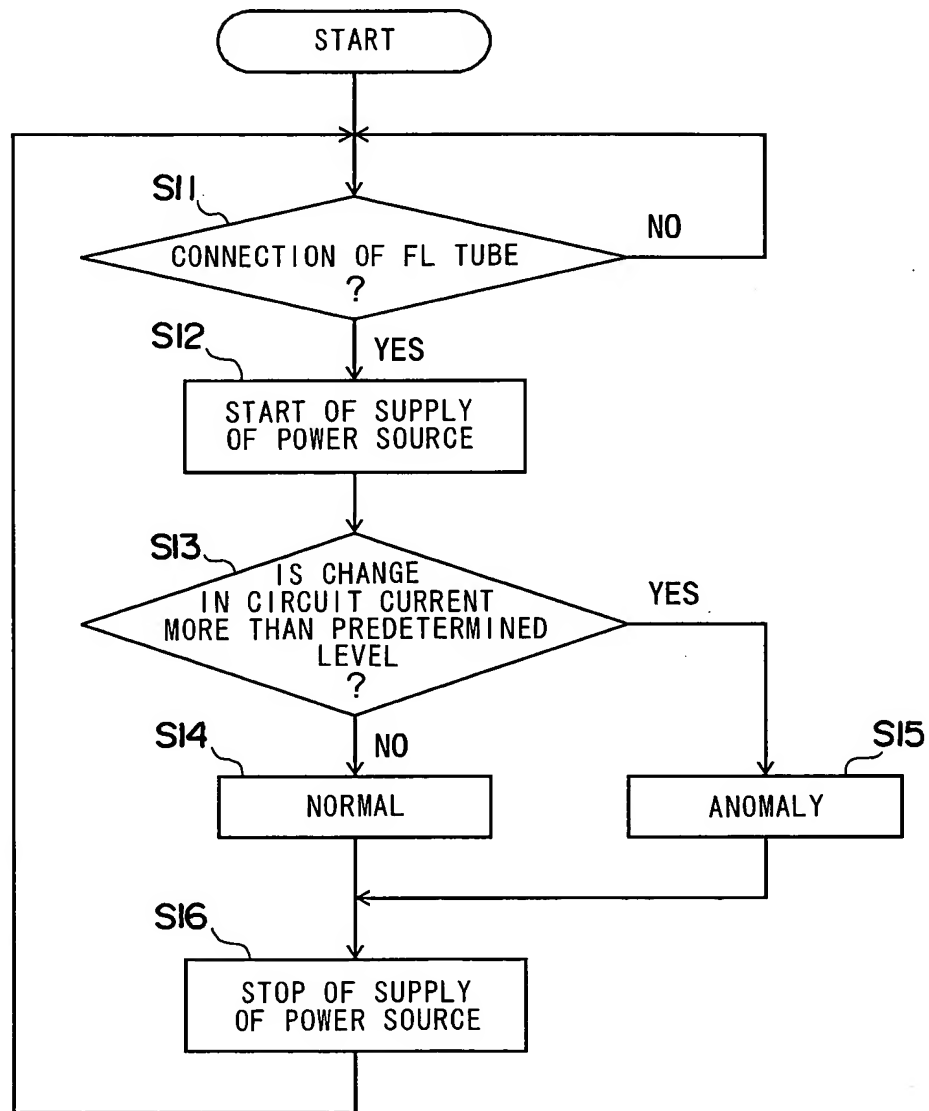 START
S11
CONNECTION OF FL TUBE
?
NO
S12
YES
START OF SUPPLY
OF POWER SOURCE
S13
IS CHANGE
IN CIRCUIT CURRENT
MORE THAN PREDETERMINED
LEVEL
?
YES
S14
NO
S15
NORMAL
ANOMALY
S16
STOP OF SUPPLY
OF POWER SOURCE